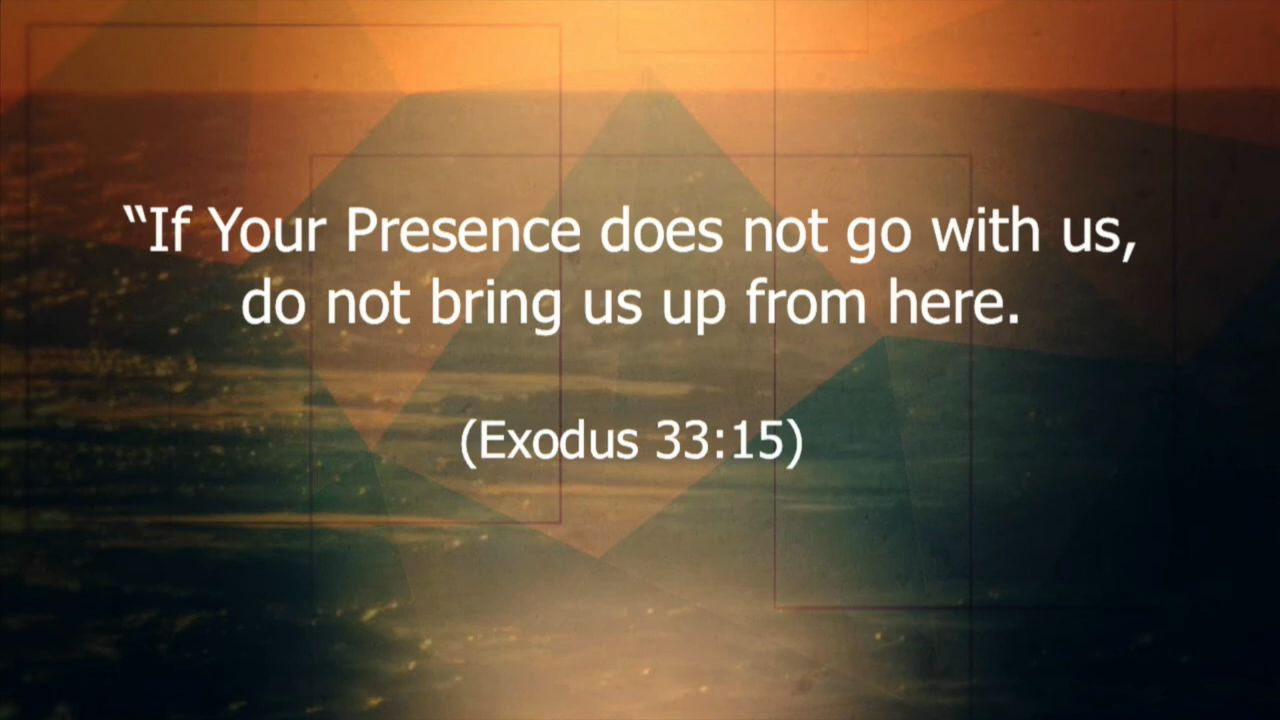 “If Your Presence does not go with us,
do not bring us up from here.
(Exodus 33:15)